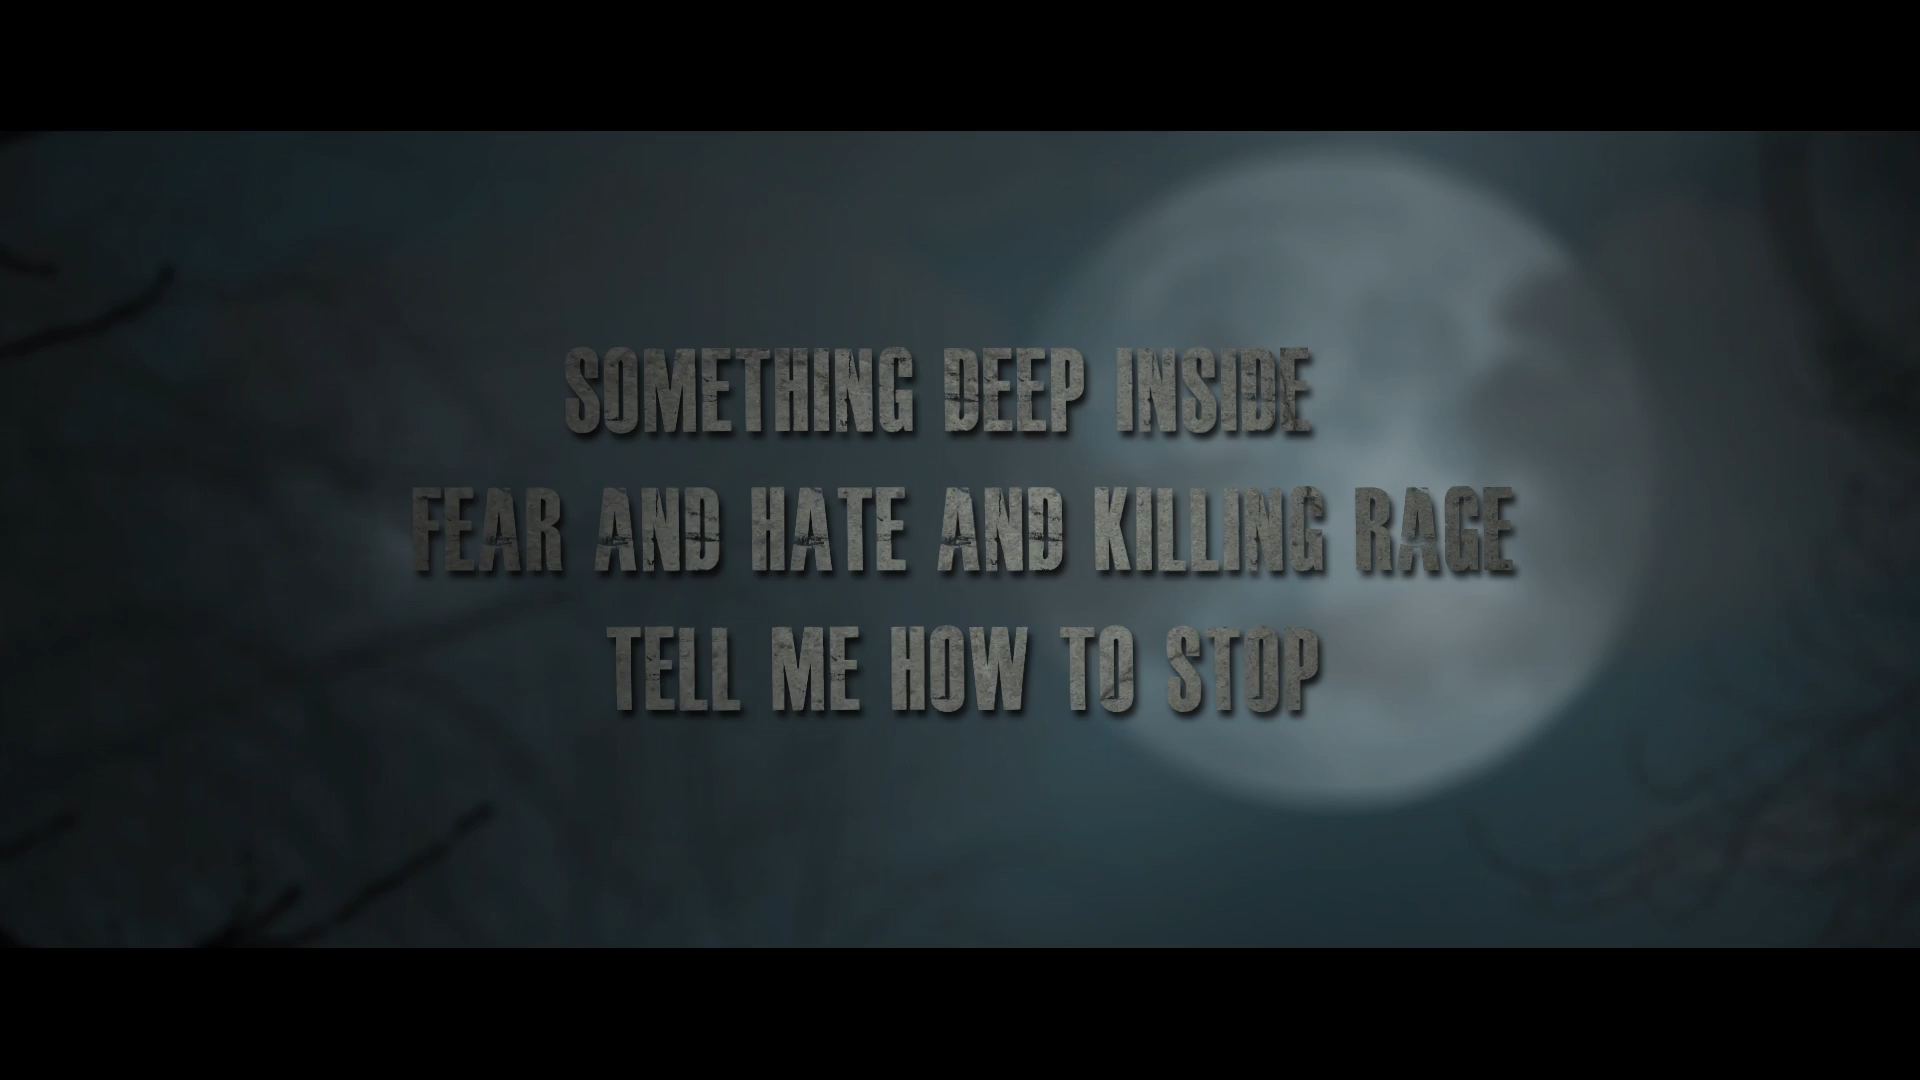 SOMETHING DEEP INSIDE
FEAR AND HATE AND KILLING RAGE
TELL ME HOW TO STOP